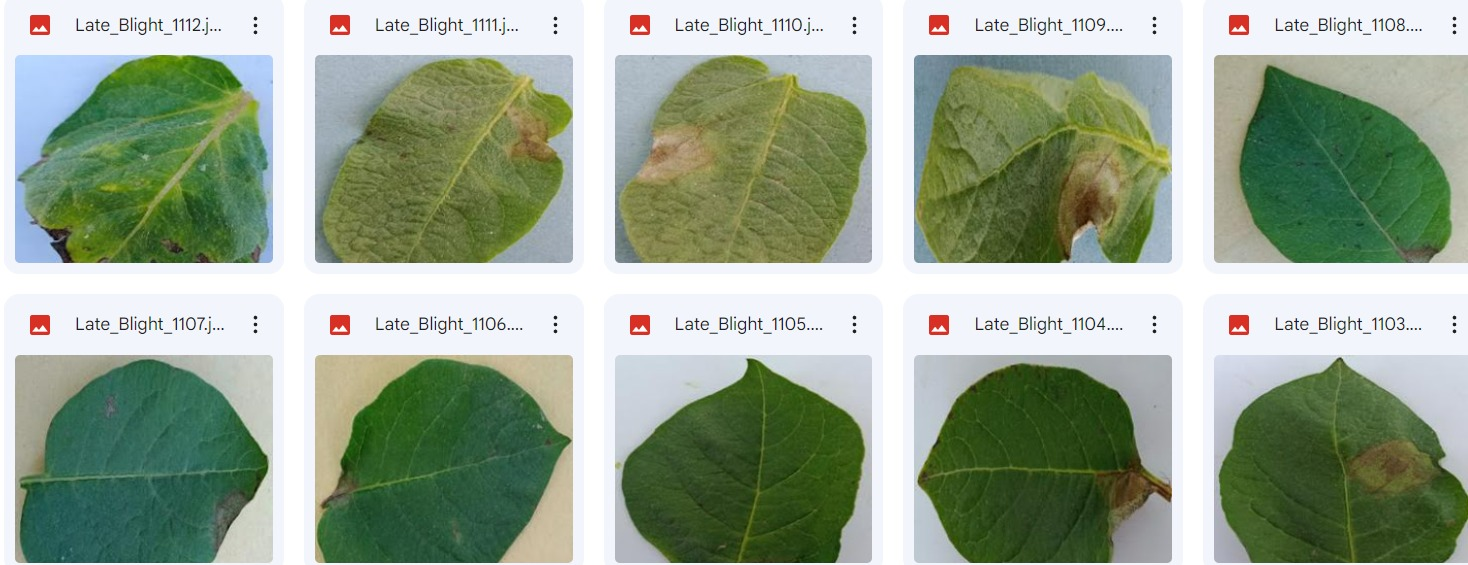 Late_Blight_1112.j...
Late_Blight_1111.j...
Late_Blight_1110.j...
Late_Blight_1109....
Late_Blight_1108....
Late_Blight_1107.j...
Late_Blight_1106....
Late_Blight_1105....
Late_Blight_1104....
Late_Blight_1103....